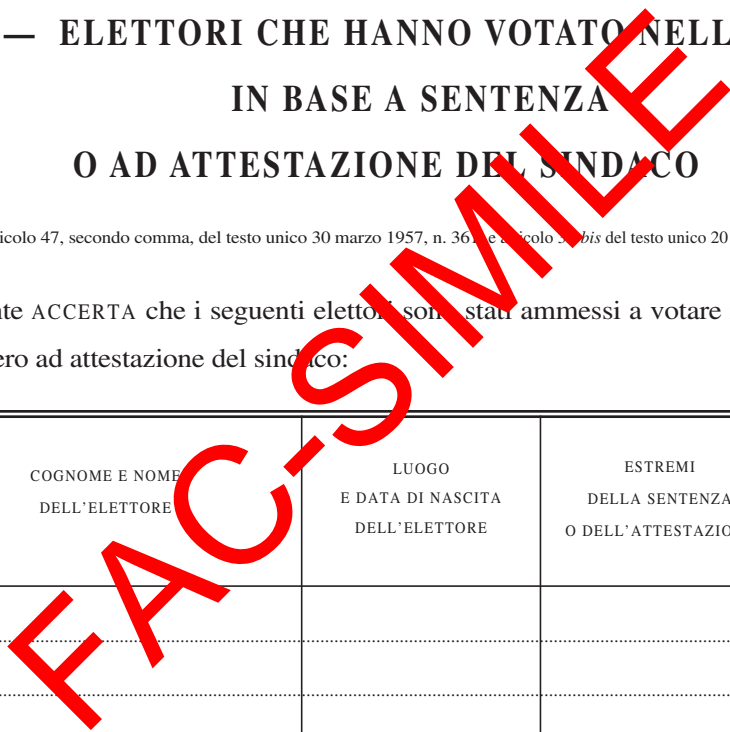 — ELETTORI CHE HANNO VOTATO NELL
IN BASE A SENTENZA
O AD ATTESTAZIONE DEL SINDACO
icolo 47, secondo comma, del testo unico 30 marzo 1957, n. 361, e articolo bis del testo unico 20
nte ACCERTA che i seguenti elettori sono stati ammessi a votare
ero ad attestazione del sindaco:
COGNOME E NOME
DELL'ELETTORE
LUOGO
E DATA DI NASCITA
DELL'ELETTORE
ESTREMI
DELLA SENTENZA
O DELL'ATTESTAZIO
FAC-SIMILE